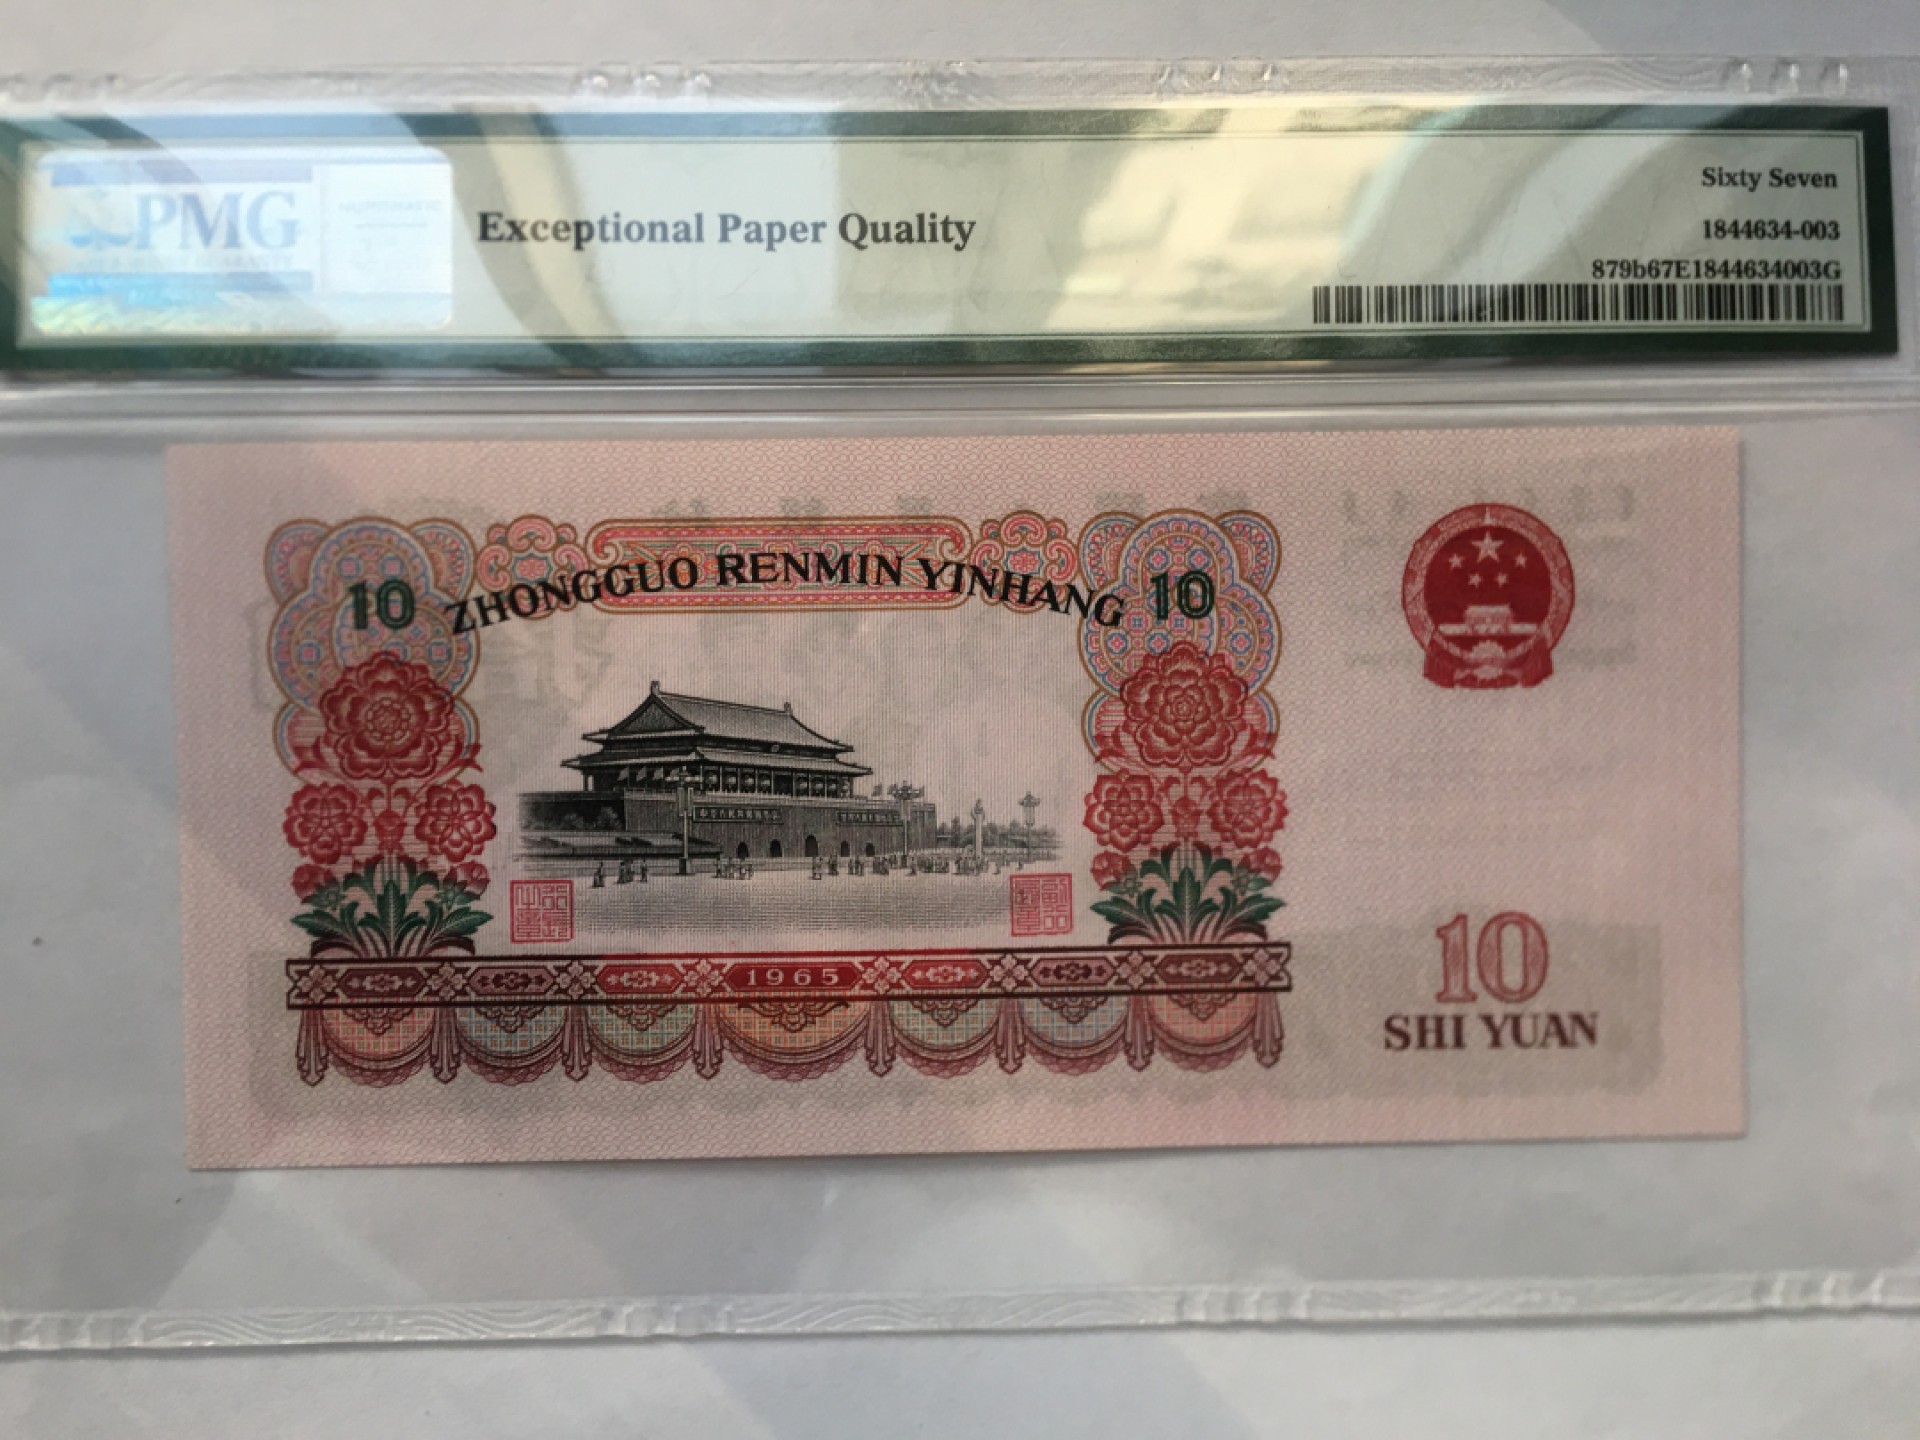 PMG
Exceptional Paper Quality
Sixty Seven
1844634-003
879b67E1844634003G
10
ZHONGGUO RENMIN YINHANG
10
1965
10
SHI YUAN